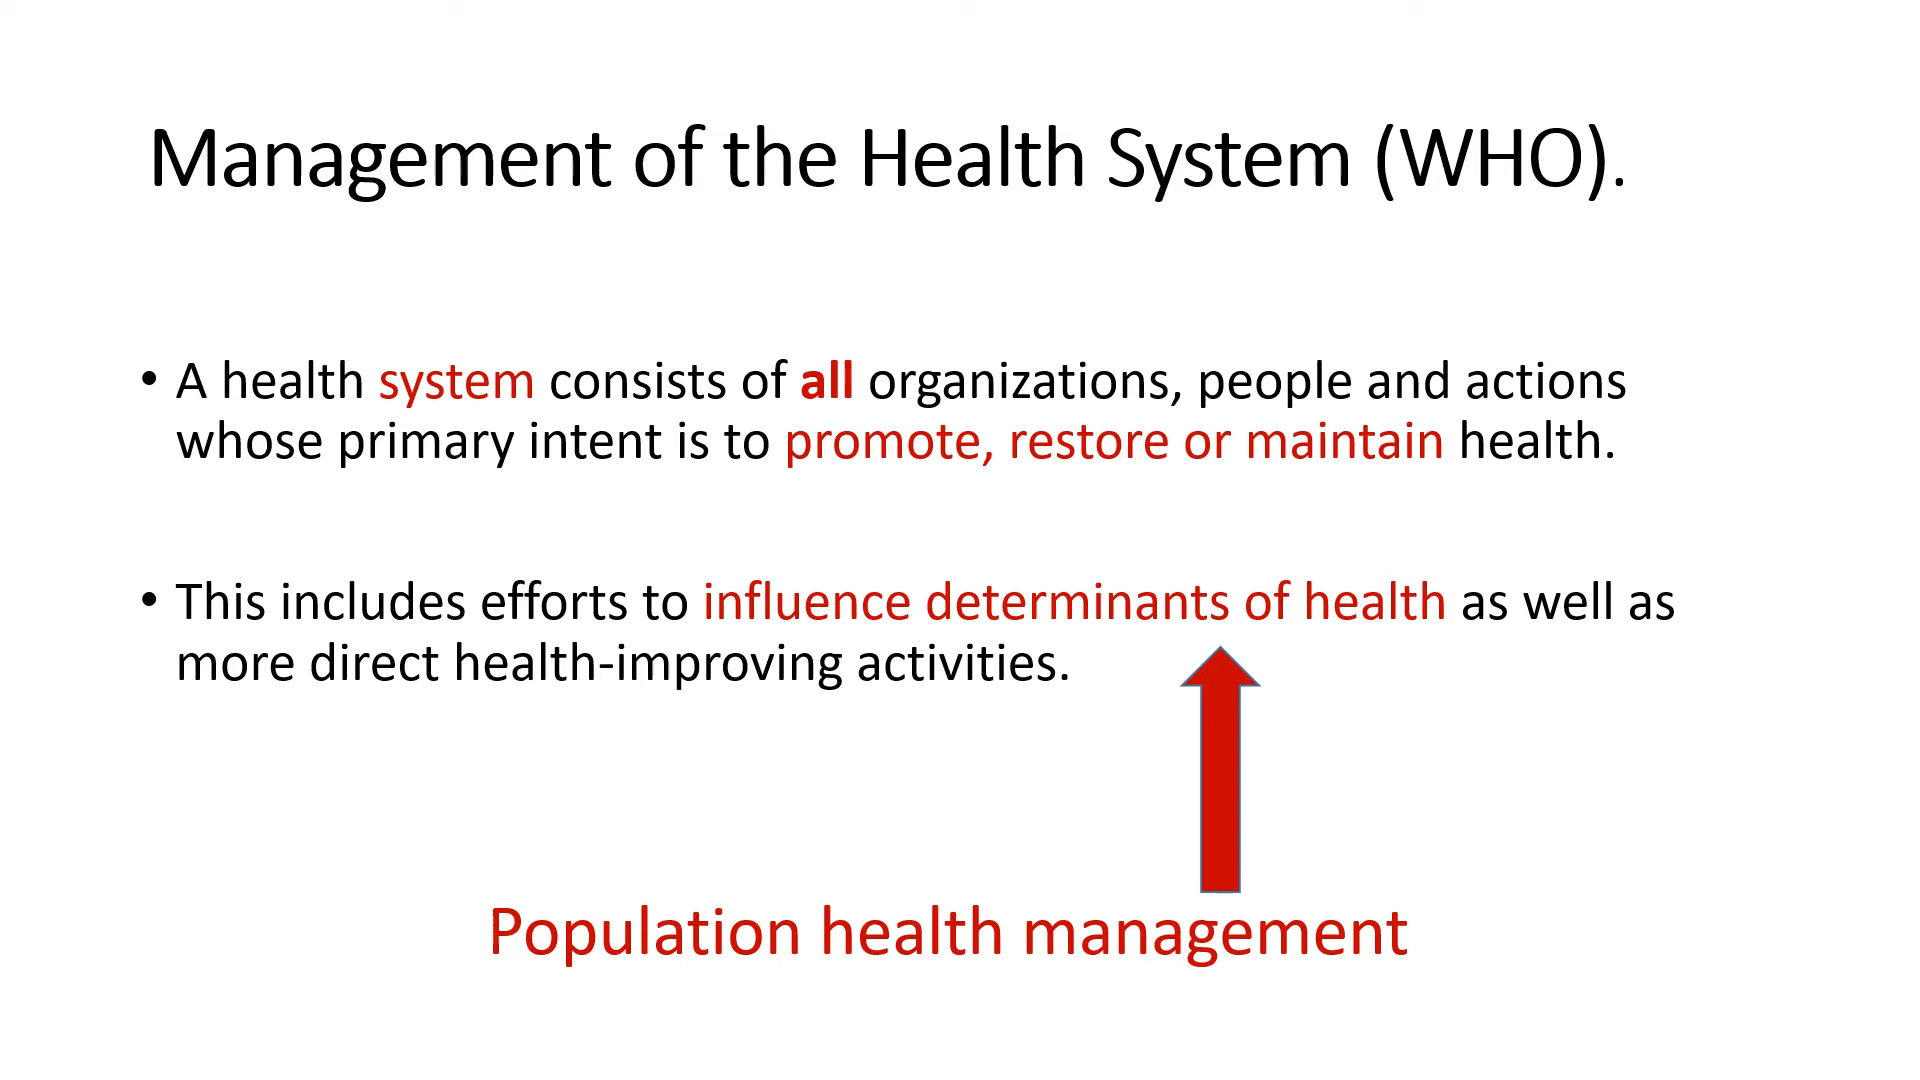 Management of the Health System (WHO).
• A health system consists of all organizations, people and actions
whose primary intent is to promote, restore or maintain health.
• This includes efforts to influence determinants of health as well as
more direct health-improving activities.
Population health management